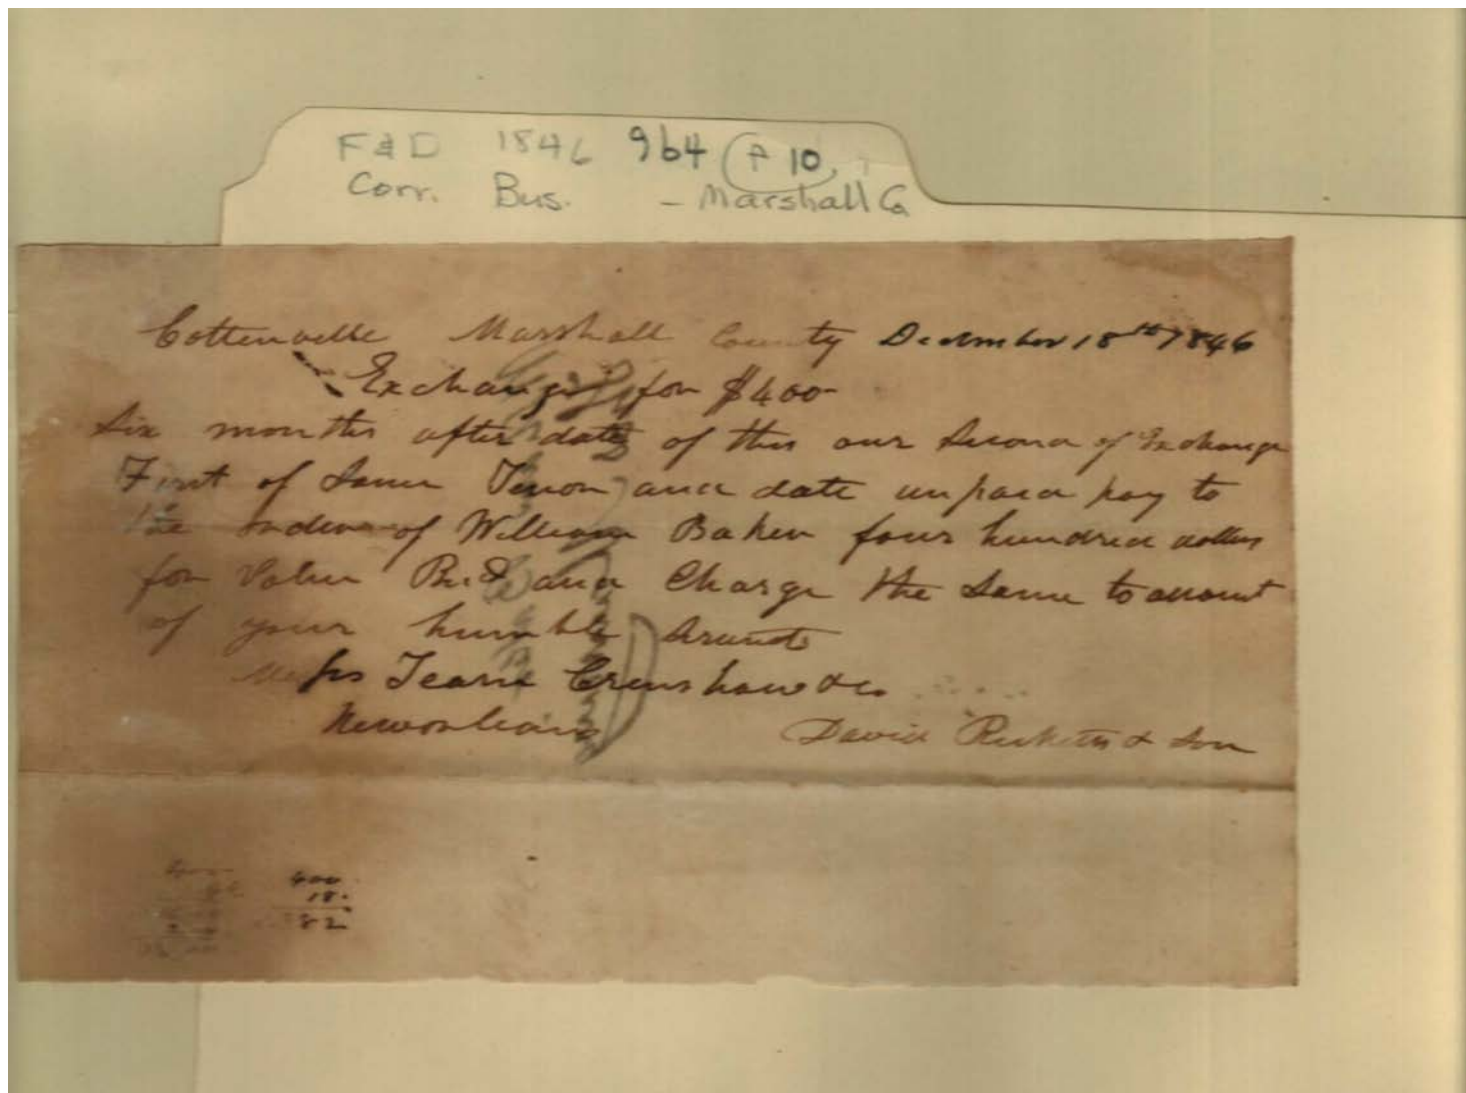 F & D 1846 964 P 10
Corr. Bus. - Marshall Co
Cottenville Marshall County December 18th 1846
Exchange for $400
Six months after date of this our Second of Exchange
First of Same Tenor and date unpaid pay to
the order of William Baker four hundred dollars
for Value Recd and Charge the Same to account
of your humble Servants
Messrs Crenshaw & Co
New orleans
David Ricketts & Son
400
18.
382